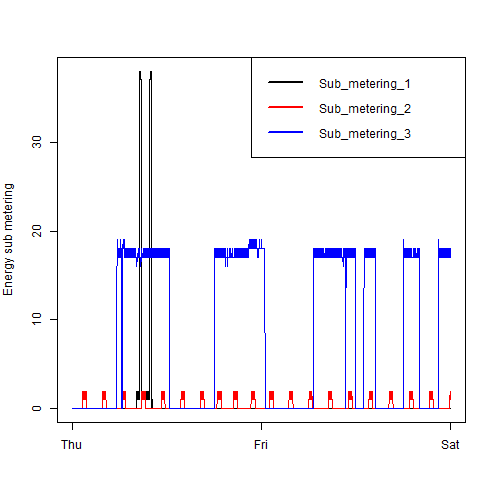 Sub_metering_1
Sub_metering_2
Sub_metering_3
Energy sub metering
30
20
10
0
Thu Fri Sat